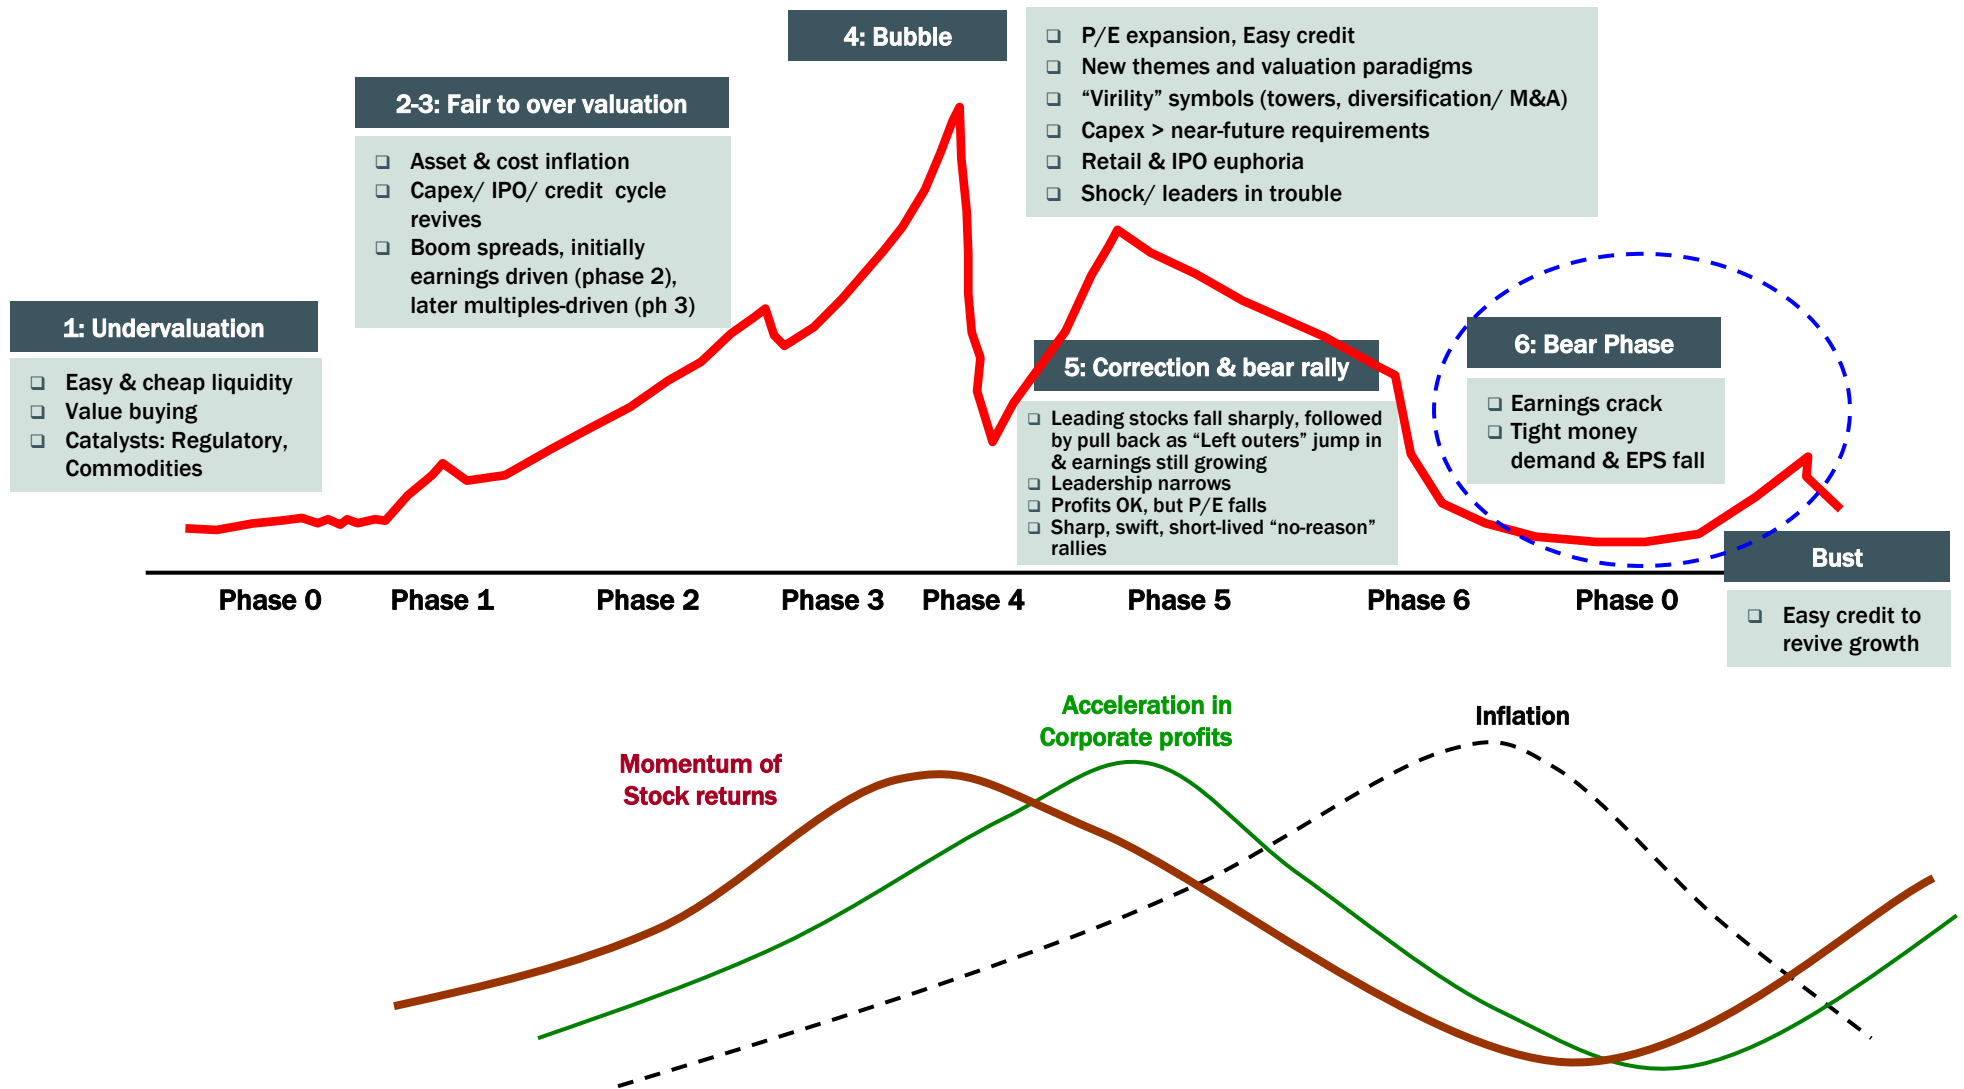 4: Bubble
P/E expansion, Easy credit
New themes and valuation paradigms
“Virility” symbols (towers, diversification/ M&A)
Capex > near-future requirements
Retail & IPO euphoria
Shock/ leaders in trouble
2-3: Fair to over valuation
Asset & cost inflation
Capex/ IPO/ credit cycle
revives
Boom spreads, initially
earnings driven (phase 2),
later multiples-driven (ph 3)
1: Undervaluation
Easy & cheap liquidity
Value buying
Catalysts: Regulatory,
Commodities
5: Correction & bear rally
Leading stocks fall sharply, followed
by pull back as “Left outers” jump in
& earnings still growing
Leadership narrows
Profits OK, but P/E falls
Sharp, swift, short-lived “no-reason”
rallies
6: Bear Phase
Earnings crack
Tight money
demand & EPS fall
Bust
Easy credit to
revive growth
Phase 0
Phase 1
Phase 2
Phase 3
Phase 4
Phase 5
Phase 6
Phase 0
Momentum of
Stock returns
Acceleration in
Corporate profits
Inflation